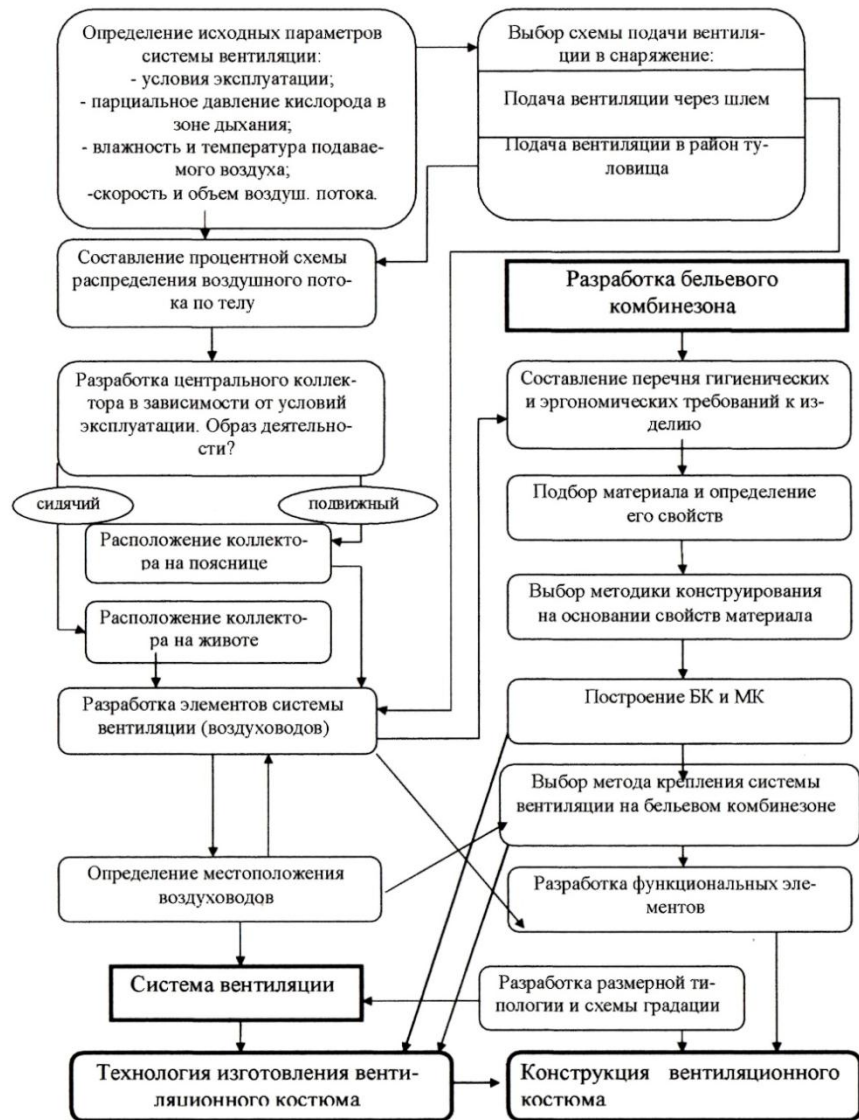 Определение исходных параметров
системы вентиляции:
- условия эксплуатации;
- парциальное давление кислорода в
зоне дыхания;
- влажность и температура подавае-
мого воздуха;
-скорость и объем воздуш. потока.
Выбор схемы подачи вентиля-
ции в снаряжение:
Подача вентиляции через шлем
Подача вентиляции в район ту-
ловища
Составление процентной схемы
распределения воздушного пото-
ка по телу
Разработка центрального коллек-
тора в зависимости от условий
эксплуатации. Образ деятельно-
сти?
сидячий
подвижный
Расположение коллекто-
ра на пояснице
Расположение коллекто-
ра на животе
Разработка элементов системы
вентиляции (воздуховодов)
Определение местоположения
воздуховодов
Система вентиляции
Разработка бельевого
комбинезона
Составление перечня гигиенических
и эргономических требований к из-
делию
Подбор материала и определение
его свойств
Выбор методики конструирования
на основании свойств материала
Построение БК и МК
Выбор метода крепления системы
вентиляции на бельевом комбинезоне
Разработка функциональных эле-
ментов
Разработка размерной ти-
пологии и схемы градации
Технология изготовления венти-
ляционного костюма
Конструкция вентиляционного
костюма